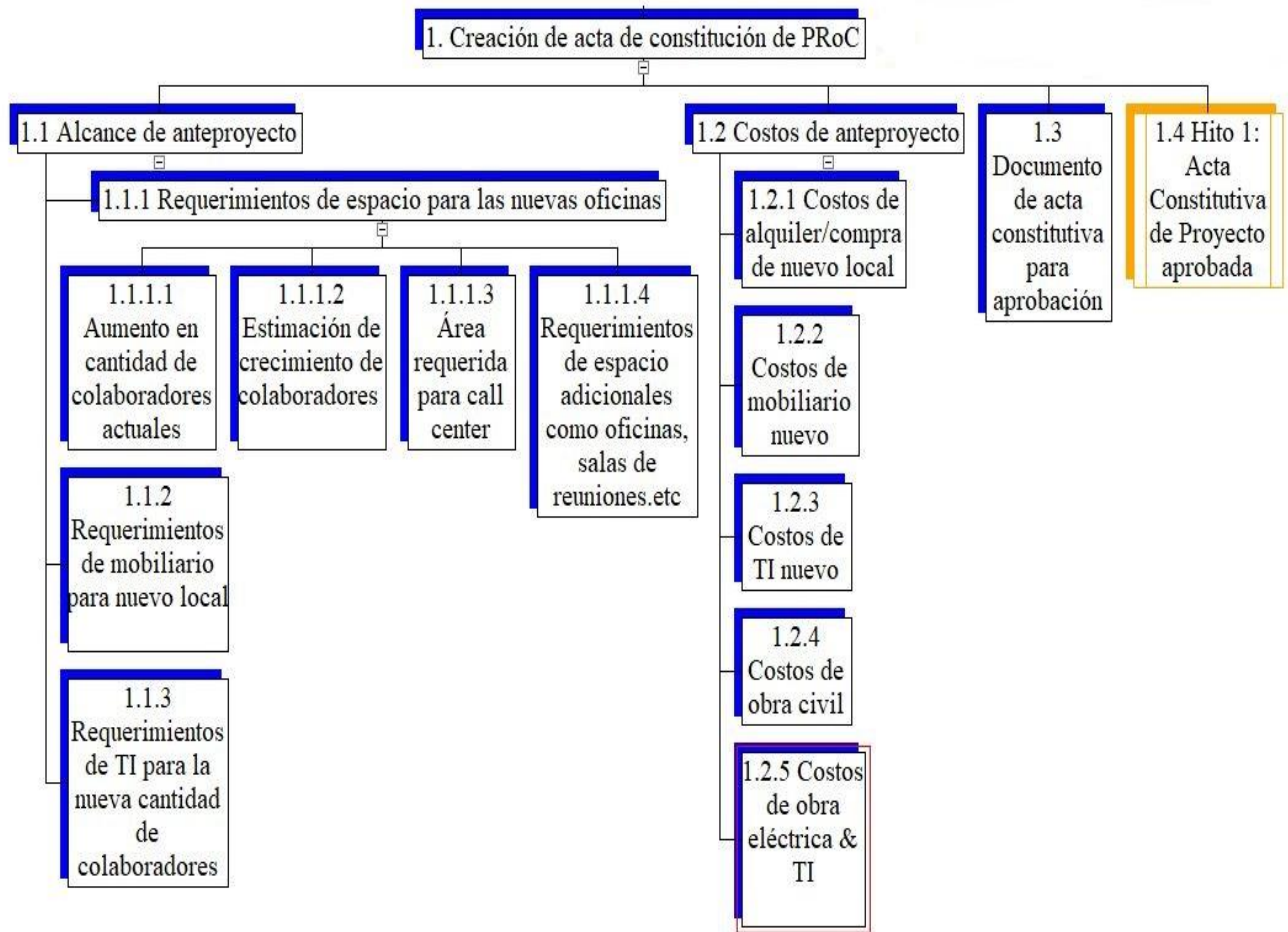 1. Creación de acta de constitución de PRoC
1.1 Alcance de anteproyecto
1.1.1 Requerimientos de espacio para las nuevas oficinas
1.1.1.1
Aumento en
cantidad de
colaboradores
actuales
1.1.1.2
Estimación de
crecimiento de
colaboradores
1.1.1.3
Área
requerida
para call
center
1.1.1.4
Requerimientos
de espacio
adicionales
como oficinas,
salas de
reuniones.etc
1.1.2
Requerimientos
de mobiliario
para nuevo local
1.1.3
Requerimientos
de TI para la
nueva cantidad
de
colaboradores
1.2 Costos de anteproyecto
1.2.1 Costos de
alquiler/compra
de nuevo local
1.2.2
Costos de
mobiliario
nuevo
1.2.3
Costos de
TI nuevo
1.2.4
Costos de
obra civil
1.2.5 Costos
de obra
eléctrica &
TI
1.3
Documento
de acta
constitutiva
para
aprobación
1.4 Hito 1:
Acta
Constitutiva
de Proyecto
aprobada